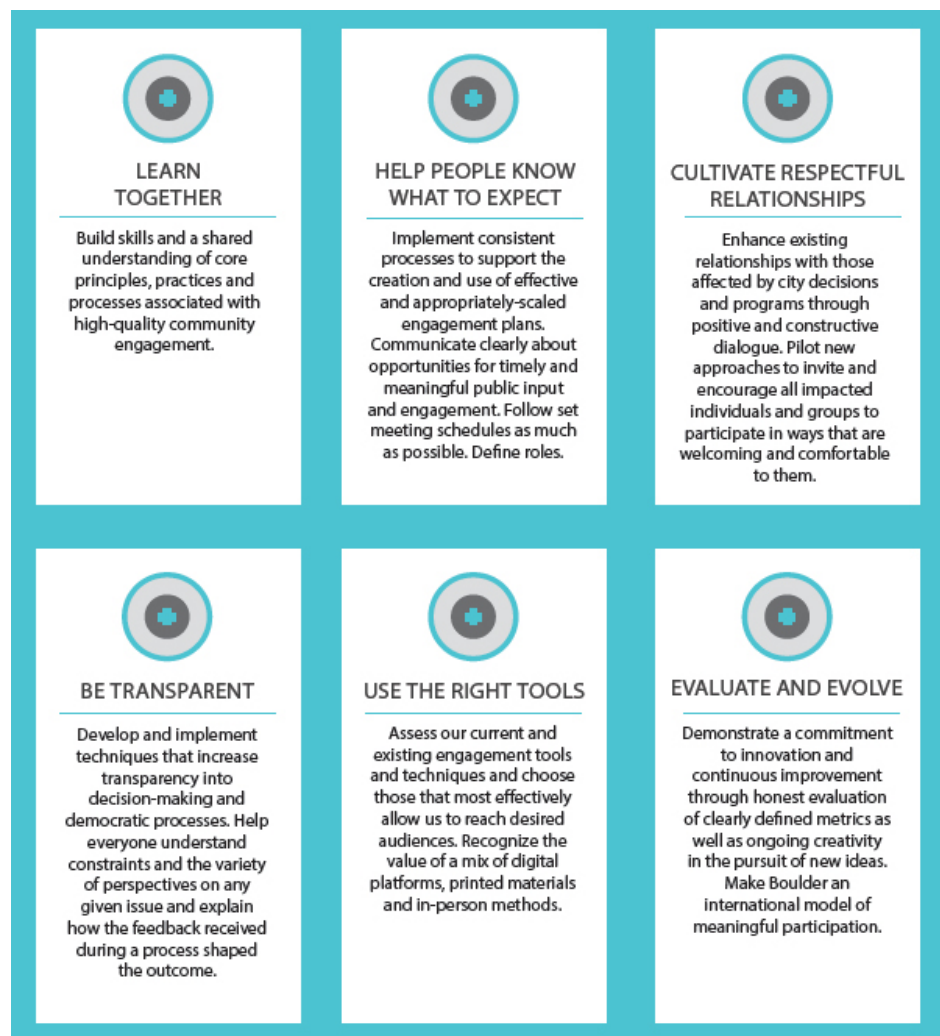 LEARN
TOGETHER
Build skills and a shared
understanding of core
principles, practices and
processes associated with
high-quality community
engagement.
HELP PEOPLE KNOW
WHAT TO EXPECT
Implement consistent
processes to support the
creation and use of effective
and appropriately-scaled
engagement plans.
Communicate clearly about
opportunities for timely and
meaningful public input
and engagement. Follow set
meeting schedules as much
as possible. Define roles.
CULTIVATE RESPECTFUL
RELATIONSHIPS
Enhance existing
relationships with those
affected by city decisions
and programs through
positive and constructive
dialogue. Pilot new
approaches to invite and
encourage all impacted
individuals and groups to
participate in ways that are
welcoming and comfortable
to them.
BE TRANSPARENT
Develop and implement
techniques that increase
transparency into
decision-making and
democratic processes. Help
everyone understand
constraints and the variety
of perspectives on any
given issue and explain
how the feedback received
during a process shaped
the outcome.
USE THE RIGHT TOOLS
Assess our current and
existing engagement tools
and techniques and choose
those that most effectively
allow us to reach desired
audiences. Recognize the
value of a mix of digital
platforms, printed materials
and in-person methods.
EVALUATE AND EVOLVE
Demonstrate a commitment
to innovation and
continuous improvement
through honest evaluation
of clearly defined metrics as
well as ongoing creativity
in the pursuit of new ideas.
Make Boulder an
international model of
meaningful participation.